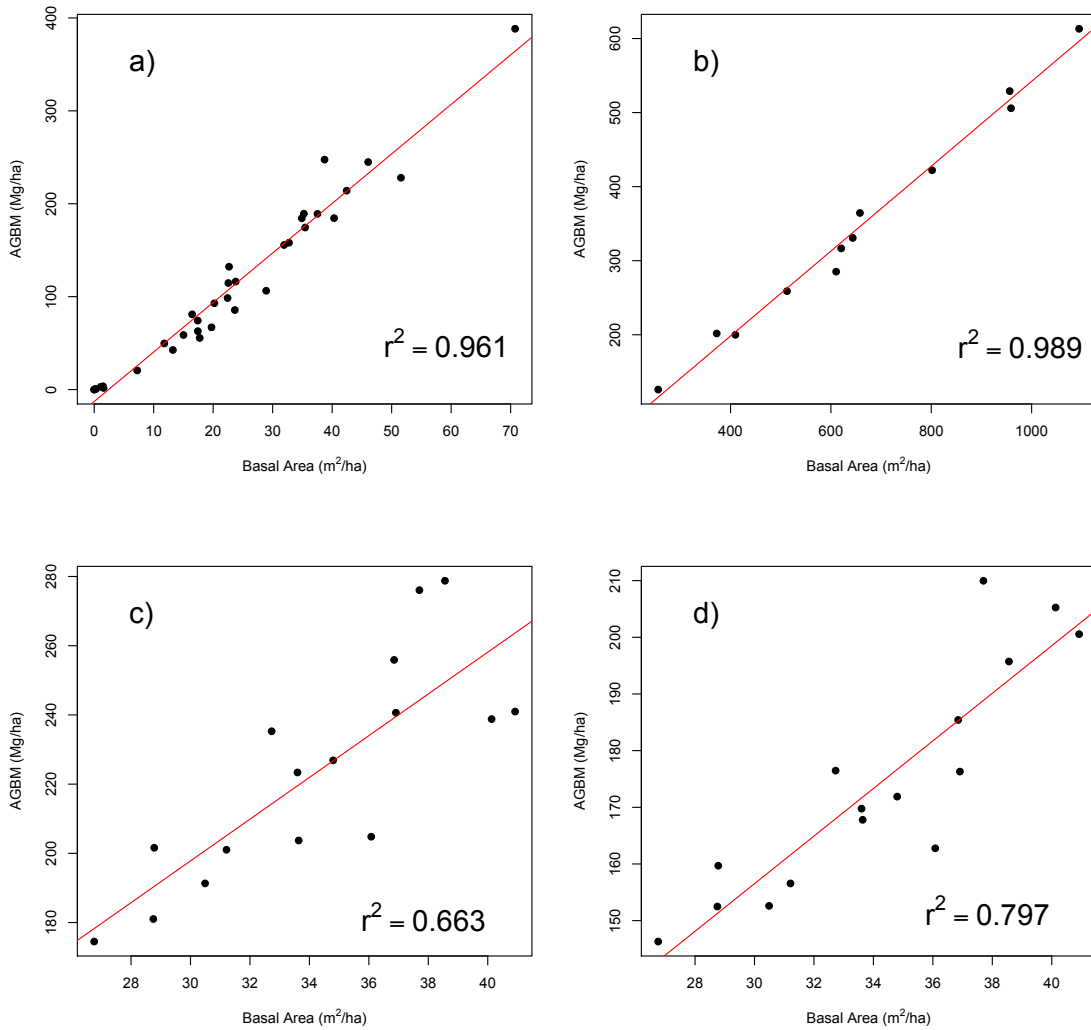 a)
400
300
200
100
0
AGBM (Mg/ha)
r² = 0.961
0 10 20 30 40 50 60 70
Basal Area (m²/ha)
b)
600
500
400
300
200
AGBM (Mg/ha)
r² = 0.989
400 600 800 1000
Basal Area (m²/ha)
c)
280
260
240
220
200
180
AGBM (Mg/ha)
r² = 0.663
28 30 32 34 36 38 40
Basal Area (m²/ha)
d)
210
200
190
180
170
160
150
AGBM (Mg/ha)
r² = 0.797
28 30 32 34 36 38 40
Basal Area (m²/ha)